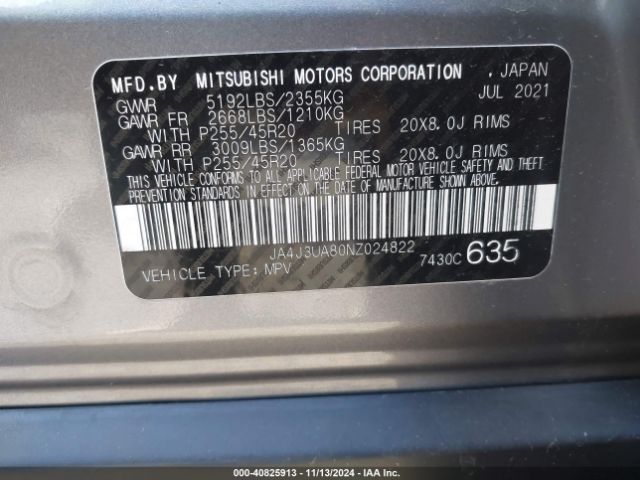 MFD.BY MITSUBISHI MOTORS CORPORATION , JAPAN
GVWR 5192LBS/2355KG JUL 2021
GAWR FR 2668LBS/1210KG
WITH P255/45R20 TIRES 20X8.0J RIMS
GAWR RR 3009LBS/1365KG
WITH P255/45R20 TIRES 20X8.0J RIMS
THIS VEHICLE CONFORMS TO ALL APPLICABLE FEDERAL MOTOR VEHICLE SAFETY AND THEFT
PREVENTION STANDARDS IN EFFECT ON THE DATE OF MANUFACTURE SHOWN ABOVE.
JA4J3UA80NZ024822
VEHICLE TYPE: MPV 7430C 635
000-40825913 - 11/13/2024 - IAA Inc.